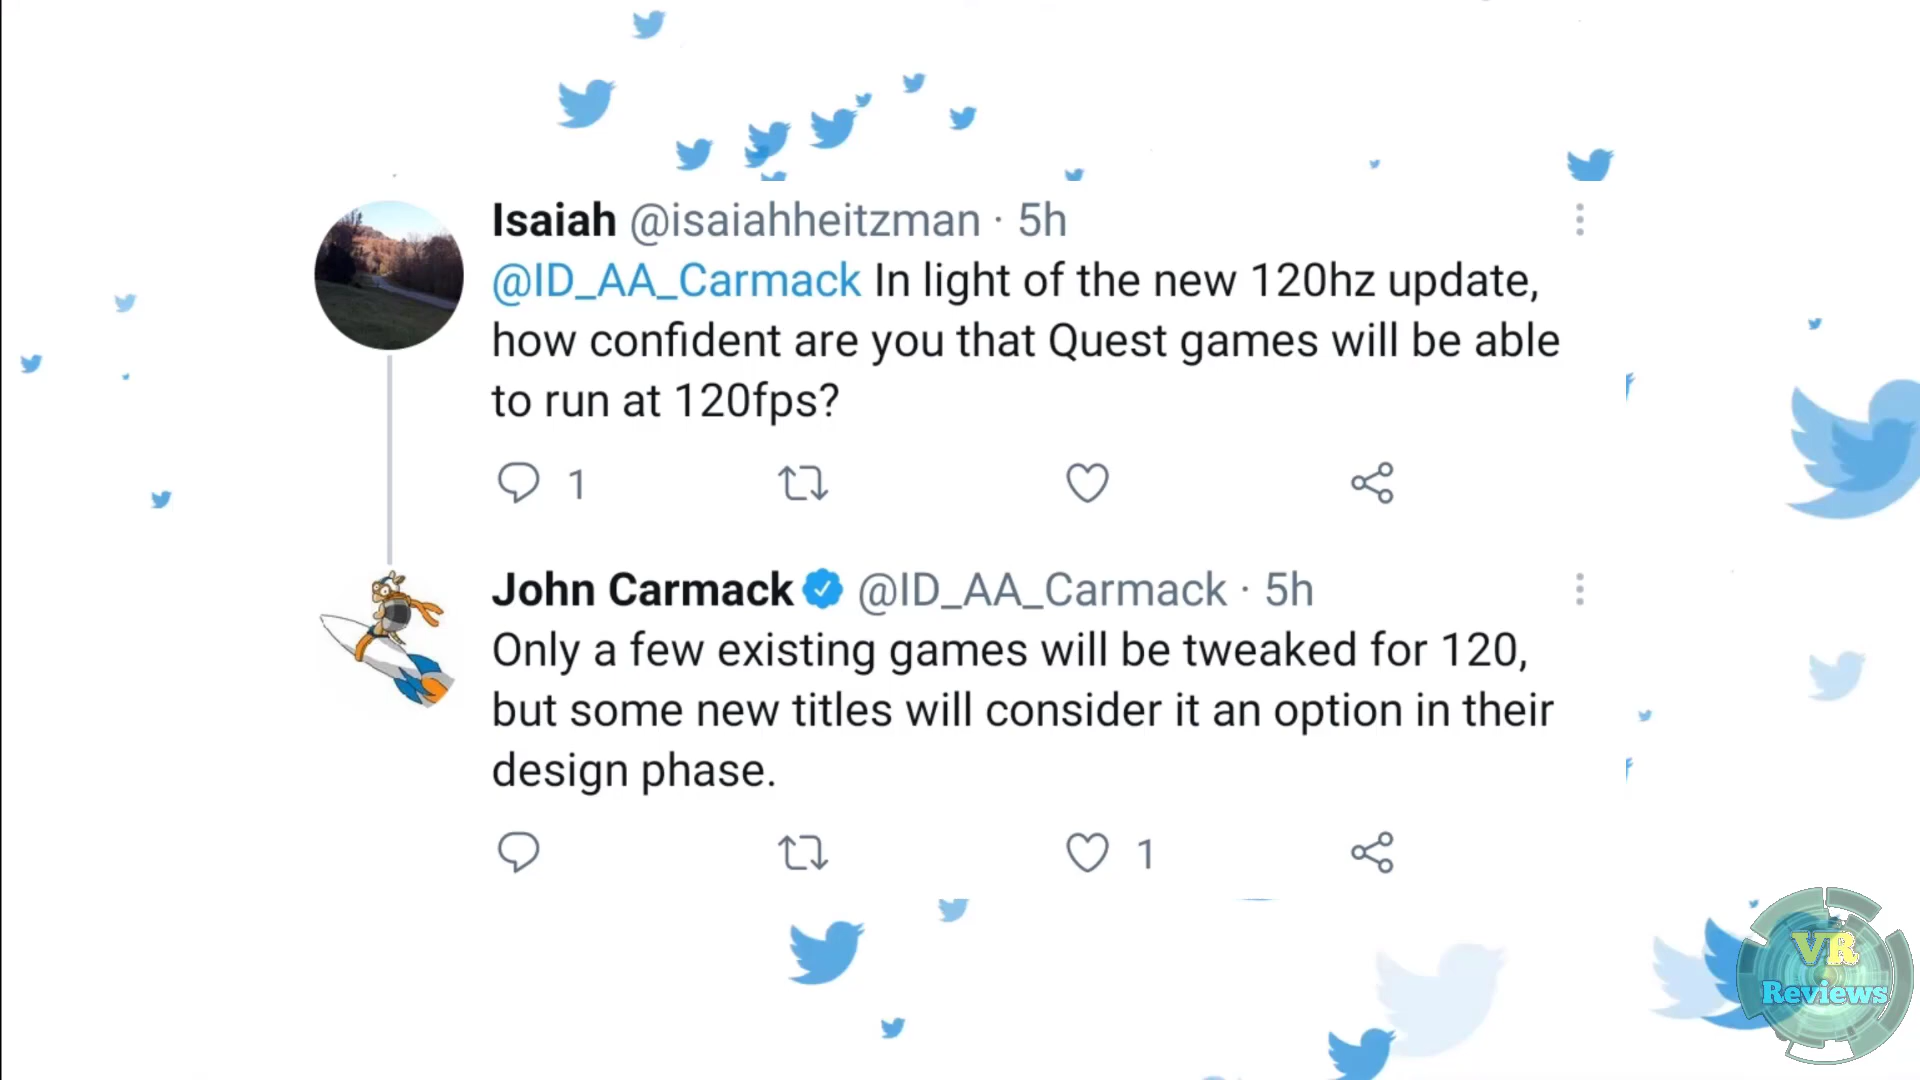 Isaiah @isaiahheitzman · 5h
@ID_AA_Carmack In light of the new 120hz update,
how confident are you that Quest games will be able
to run at 120fps?
1
John Carmack @ID_AA_Carmack · 5h
Only a few existing games will be tweaked for 120,
but some new titles will consider it an option in their
design phase.
1
VR
Reviews